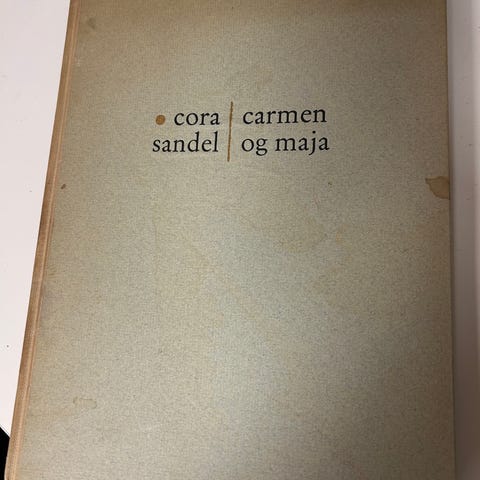 cora
sandel
carmen
og maja